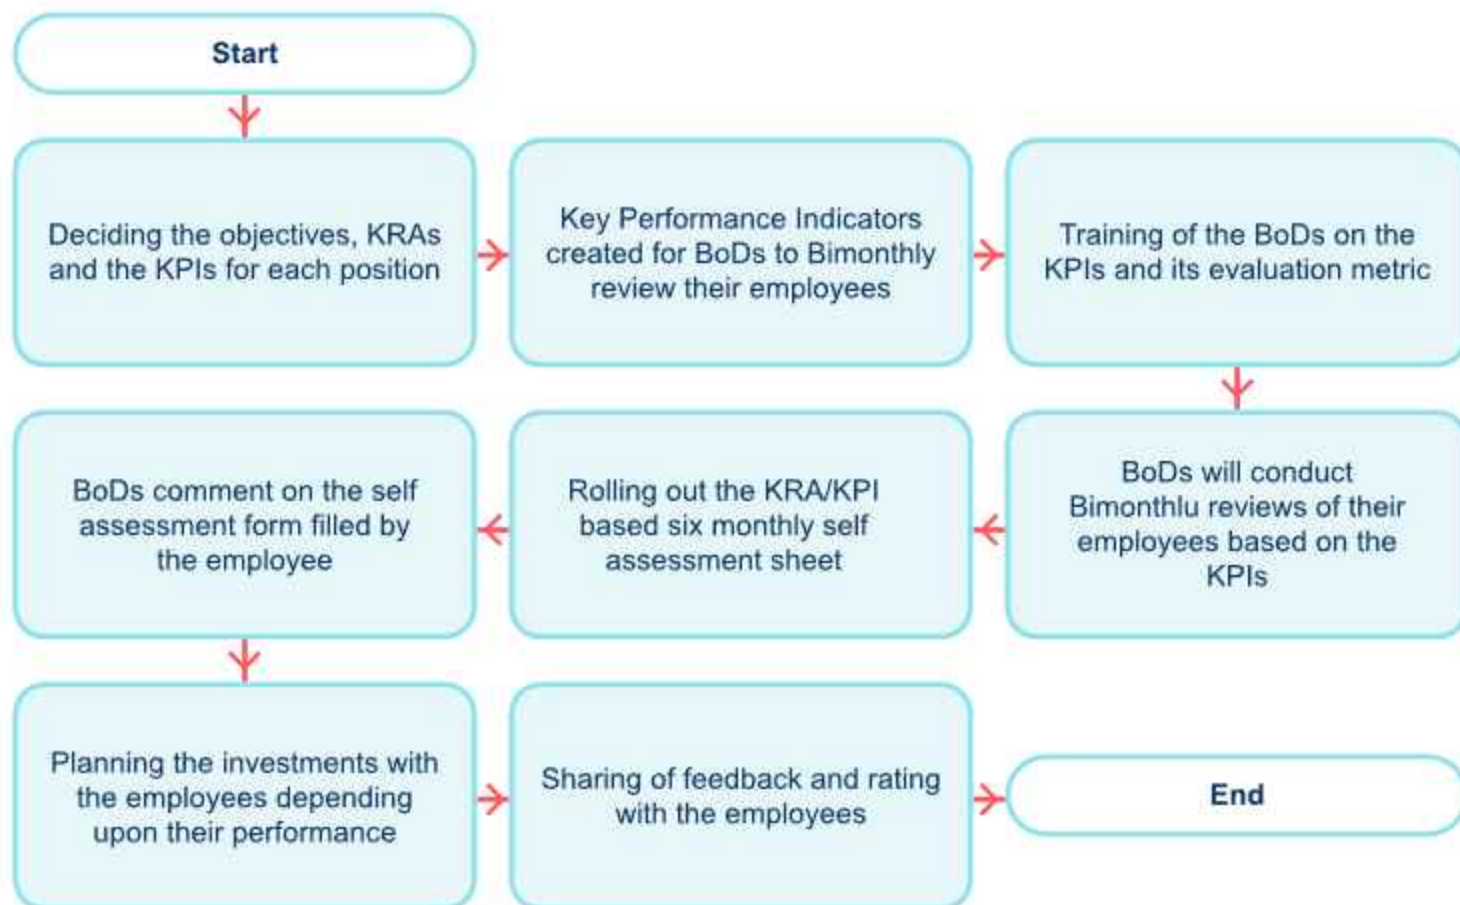 Start
Deciding the objectives, KRAs
and the KPIs for each position
Key Performance Indicators
created for BoDs to Bimonthly
review their employees
Training of the BoDs on the
KPIs and its evaluation metric
BoDs will conduct
Bimonthlu reviews of their
employees based on the
KPIs
Rolling out the KRA/KPI
based six monthly self
assessment sheet
BoDs comment on the self
assessment form filled by
the employee
Planning the investments with
the employees depending
upon their performance
Sharing of feedback and rating
with the employees
End